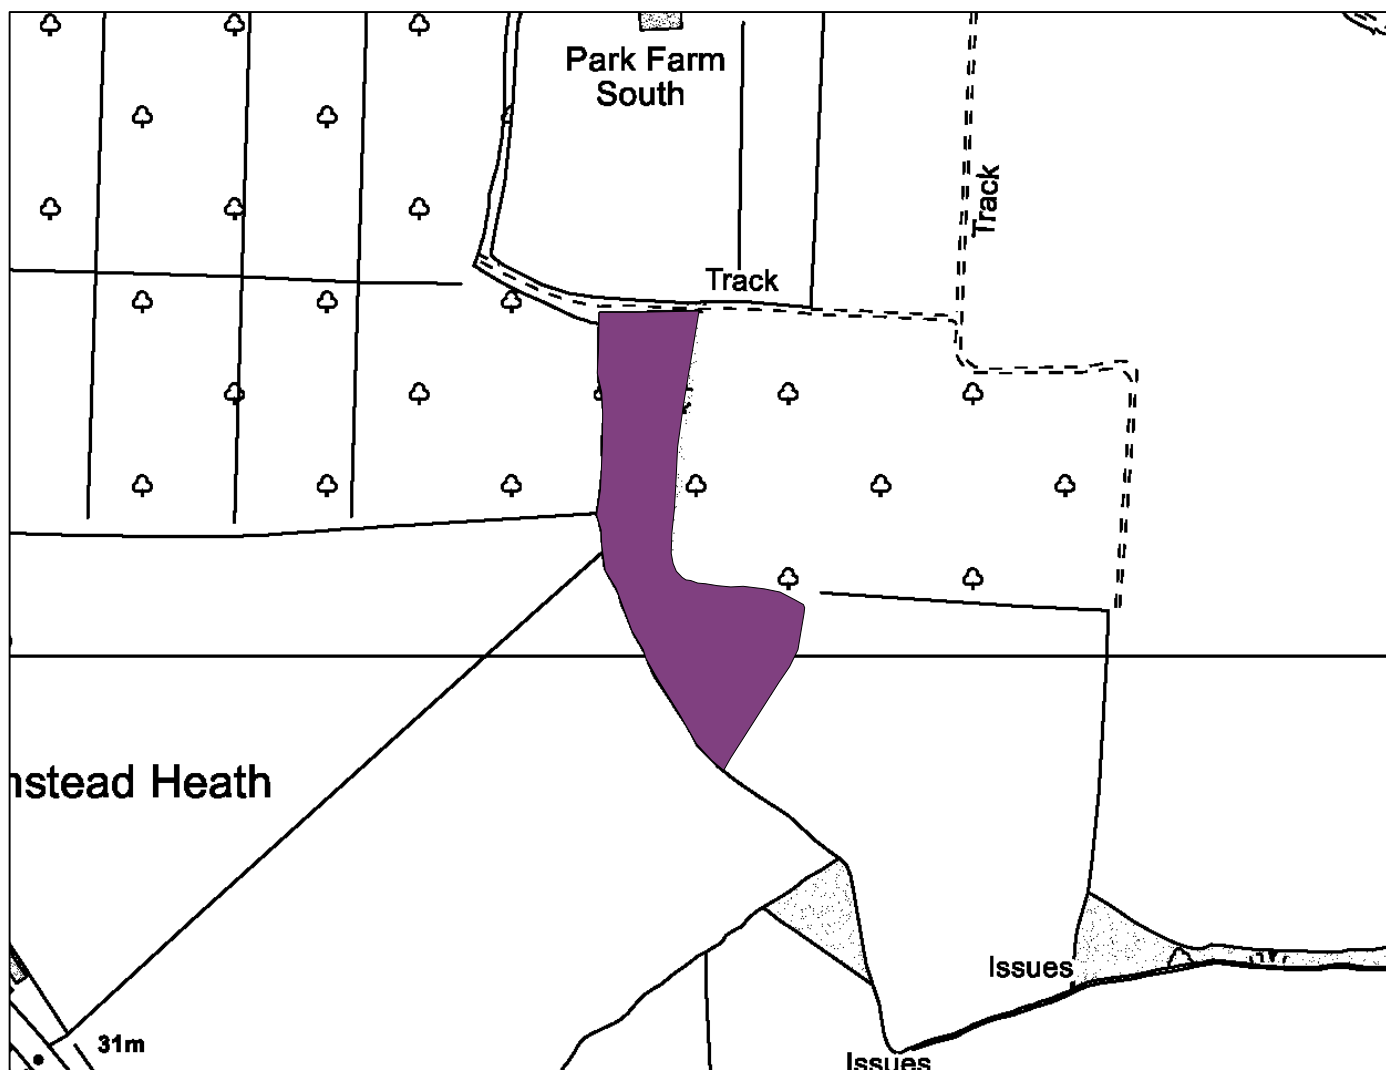 Park Farm
South
Track
Track
nstead Heath
Issues
31m
Issues